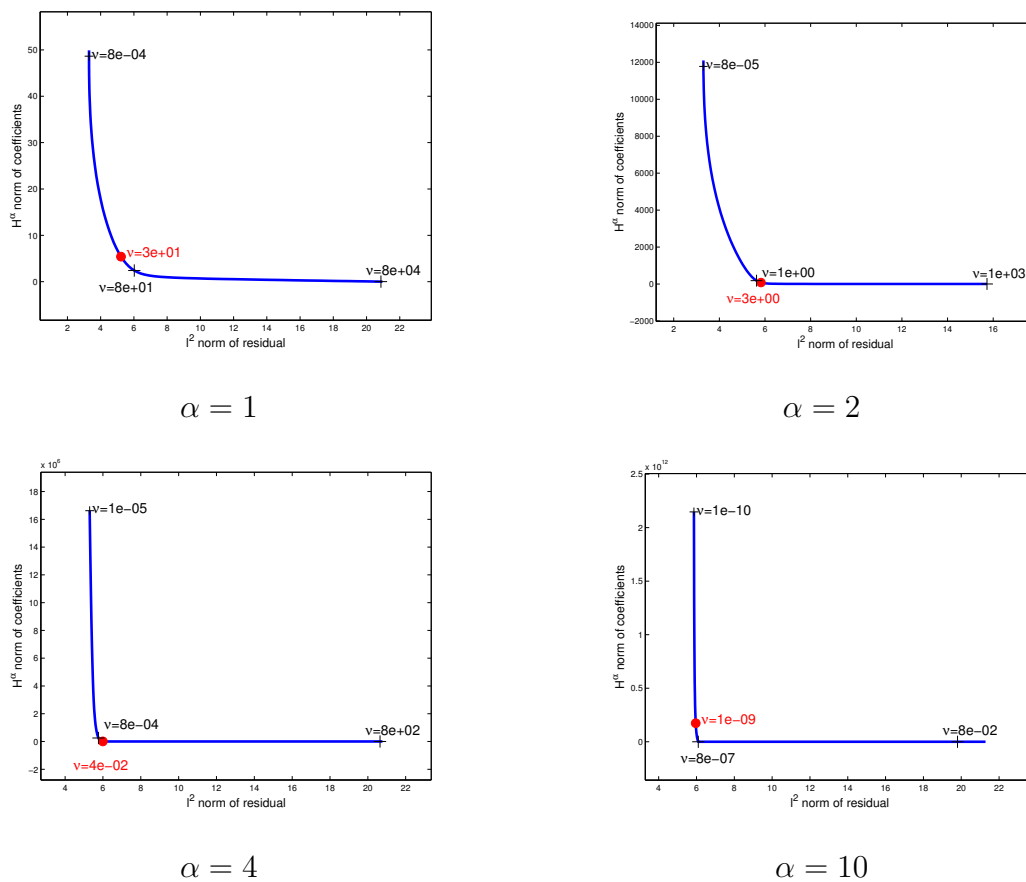 50
40
30
20
10
0
H^α norm of coefficients
ν=8e−04
ν=3e+01
ν=8e+01
ν=8e+04
2 4 6 8 10 12 14 16 18 20 22
l² norm of residual
α = 1
14000
12000
10000
8000
6000
4000
2000
0
−2000
H^α norm of coefficients
ν=8e−05
ν=1e+00
ν=3e+00
ν=1e+03
2 4 6 8 10 12 14 16
l² norm of residual
α = 2
x 10^6
18
16
14
12
10
8
6
4
2
0
−2
H^α norm of coefficients
ν=1e−05
ν=8e−04
ν=4e−02
ν=8e+02
4 6 8 10 12 14 16 18 20 22
l² norm of residual
α = 4
x 10^12
2.5
2
1.5
1
0.5
0
H^α norm of coefficients
ν=1e−10
ν=1e−09
ν=8e−07
ν=8e−02
4 6 8 10 12 14 16 18 20 22
l² norm of residual
α = 10